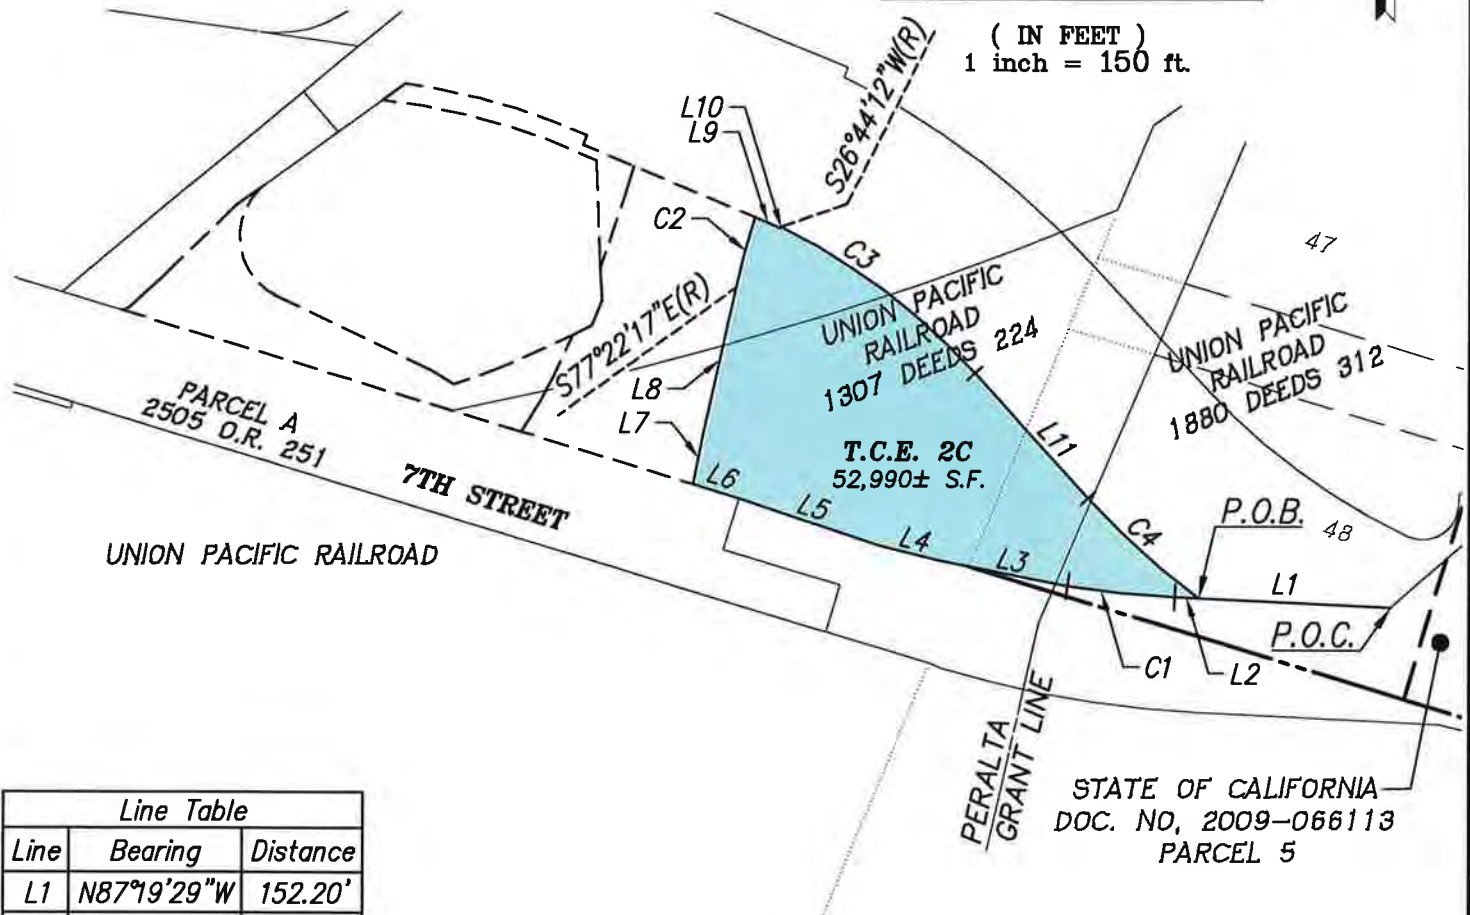 ( IN FEET )
1 inch = 150 ft.
L10
L9
S26°44'12"W(R)
C2
C3
47
S77°22'17"E(R)
UNION PACIFIC
RAILROAD
1307 DEEDS 224
UNION PACIFIC
RAILROAD
1880 DEEDS 312
L8
L7
PARCEL A
2505 O.R. 251
7TH STREET
L11
T.C.E. 2C
52,990± S.F.
L6
L5
L4
L3
C4
P.O.B.
48
L1
P.O.C.
UNION PACIFIC RAILROAD
C1
L2
PERALTA
GRANT LINE
STATE OF CALIFORNIA
DOC. NO, 2009-066113
PARCEL 5
Line Table
Line Bearing Distance
L1 N87°19'29"W 152.20'